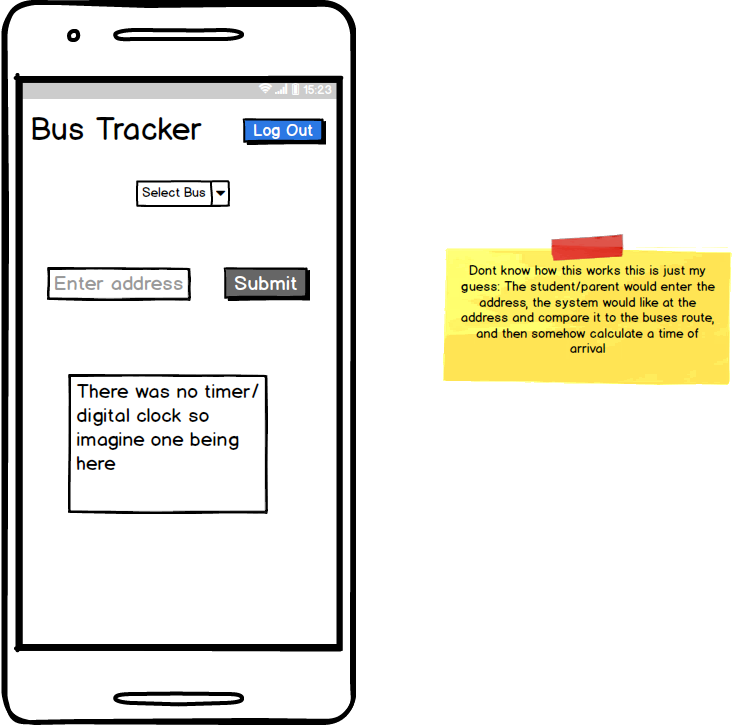 15:23
Bus Tracker
Log Out
Select Bus
Enter address
Submit
There was no timer/
digital clock so
imagine one being
here
Dont know how this works this is just my
guess: The student/parent would enter the
address, the system would like at the
address and compare it to the buses route,
and then somehow calculate a time of
arrival